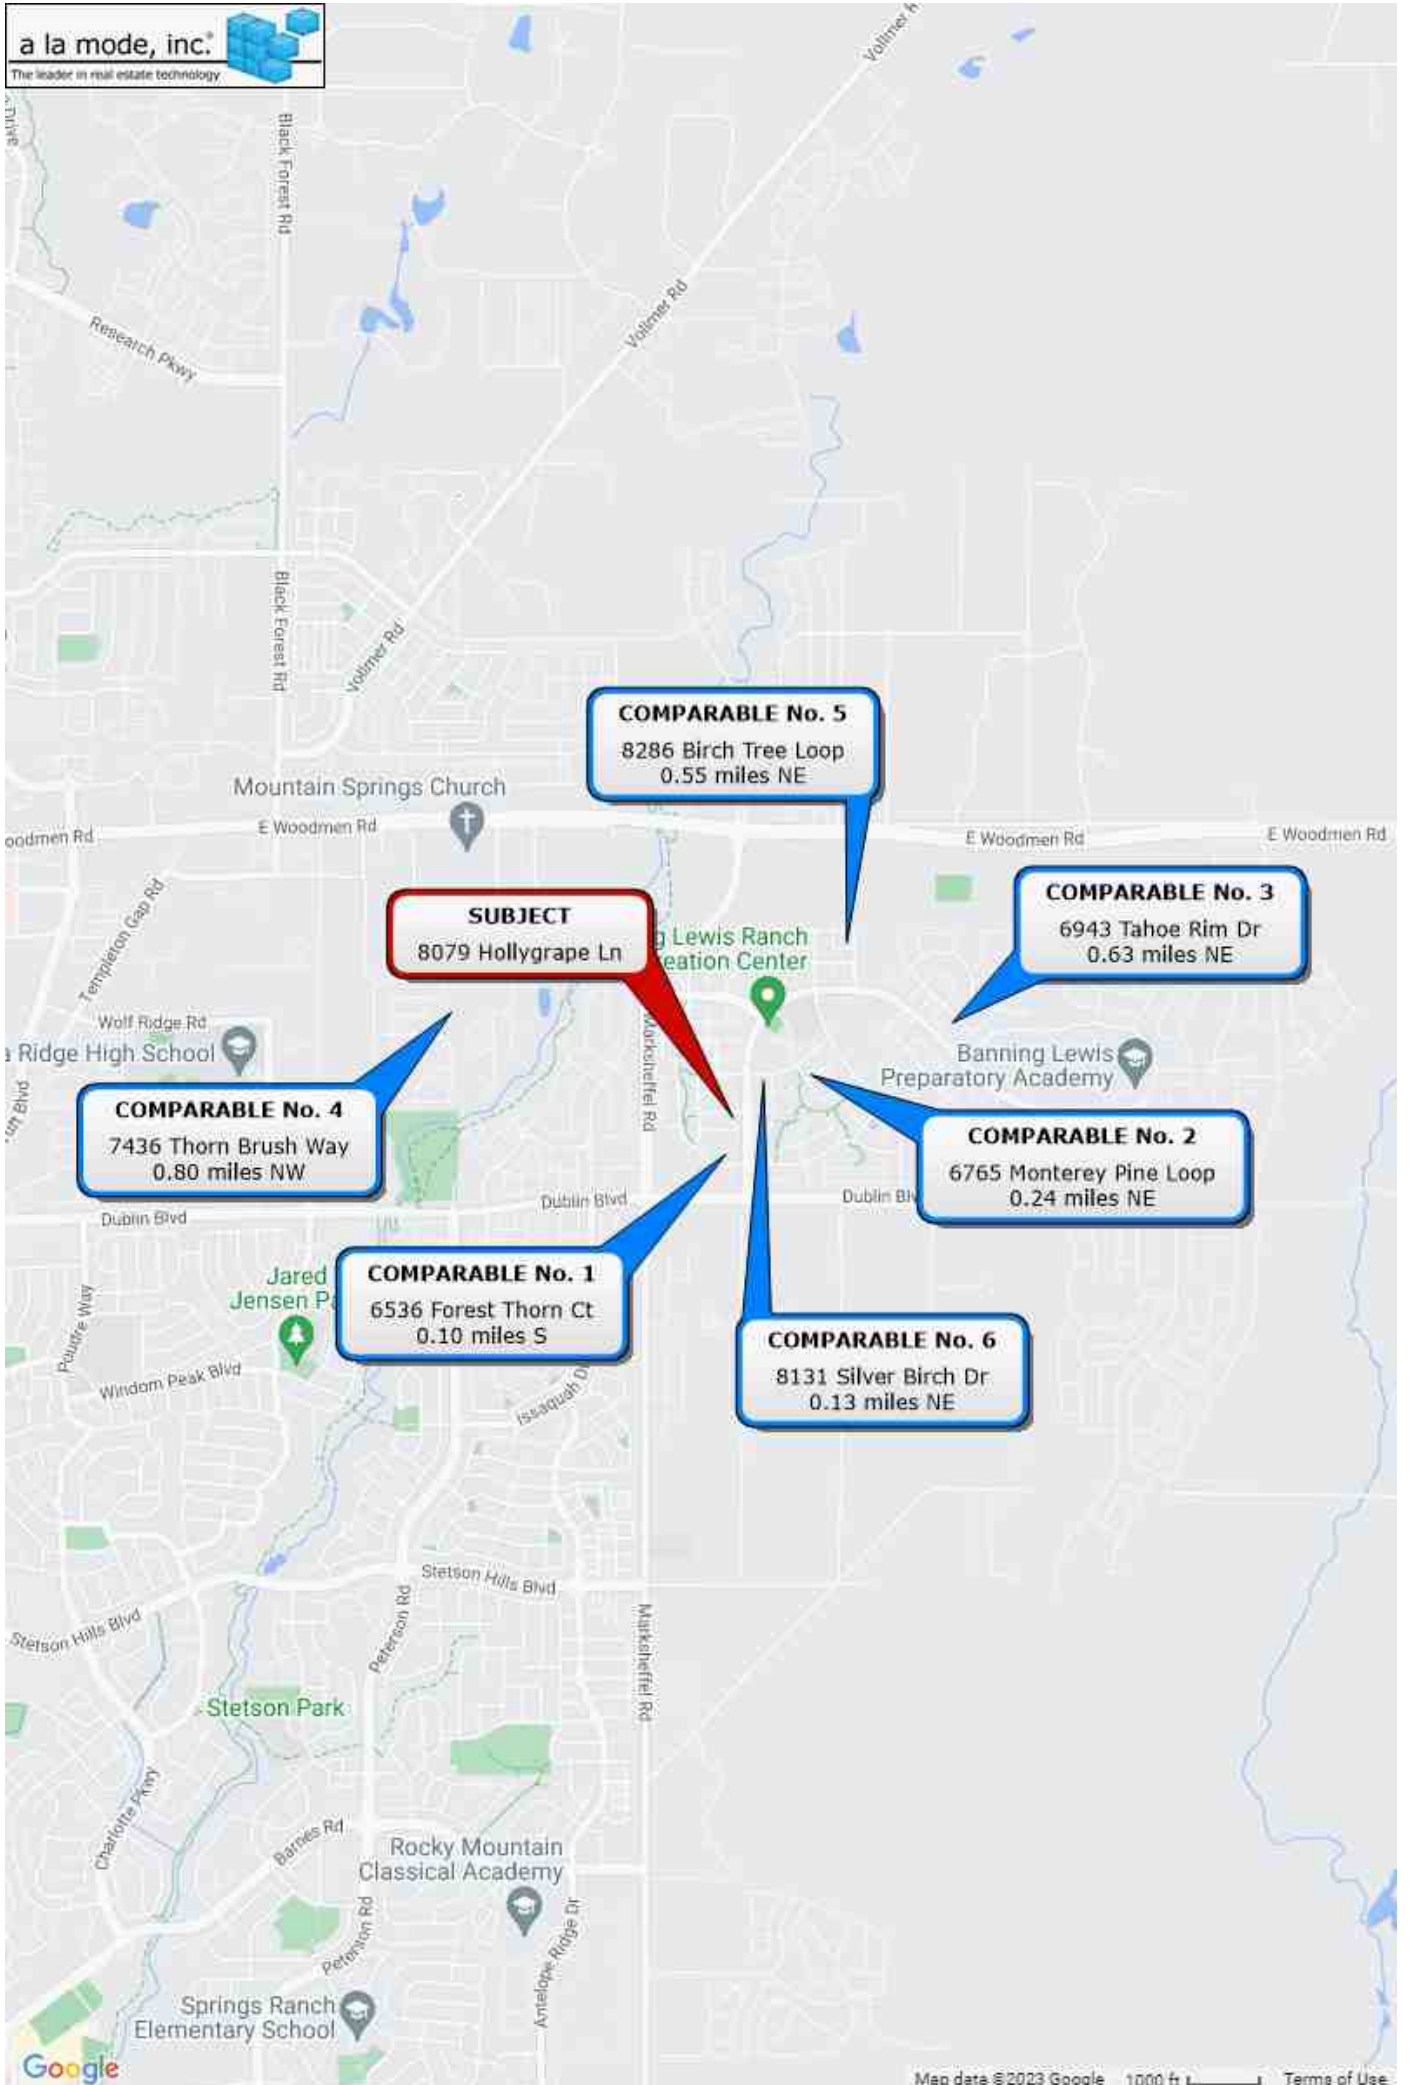 a la mode, inc.®
The leader in real estate technology
Drive
Vollmer R
Black Forest Rd
Research Pkwy
Vollmer Rd
Black Forest Rd
Vollmer Rd
COMPARABLE No. 5
8286 Birch Tree Loop
0.55 miles NE
Mountain Springs Church
E Woodmen Rd
oodmen Rd
E Woodmen Rd
E Woodmen Rd
COMPARABLE No. 3
6943 Tahoe Rim Dr
0.63 miles NE
SUBJECT
8079 Hollygrape Ln
g Lewis Ranch
eation Center
Templeton Gap Rd
Wolf Ridge Rd
a Ridge High School
Marksheffel Rd
Banning Lewis
Preparatory Academy
COMPARABLE No. 4
7436 Thorn Brush Way
0.80 miles NW
COMPARABLE No. 2
6765 Monterey Pine Loop
0.24 miles NE
Dublin Blvd
Dublin Blv
Dublin Blvd
COMPARABLE No. 1
6536 Forest Thorn Ct
0.10 miles S
Jared
Jensen Pa
Poudre Way
COMPARABLE No. 6
8131 Silver Birch Dr
0.13 miles NE
Windom Peak Blvd
Issaquah D
Stetson Hills Blvd
Peterson Rd
Stetson Hills Blvd
Marksheffel Rd
Stetson Park
Charlotte Pkwy
Barnes Rd
Rocky Mountain
Classical Academy
Peterson Rd
Antelope Ridge Dr
Springs Ranch
Elementary School
Google
Map data ©2023 Google 1000 ft Terms of Use